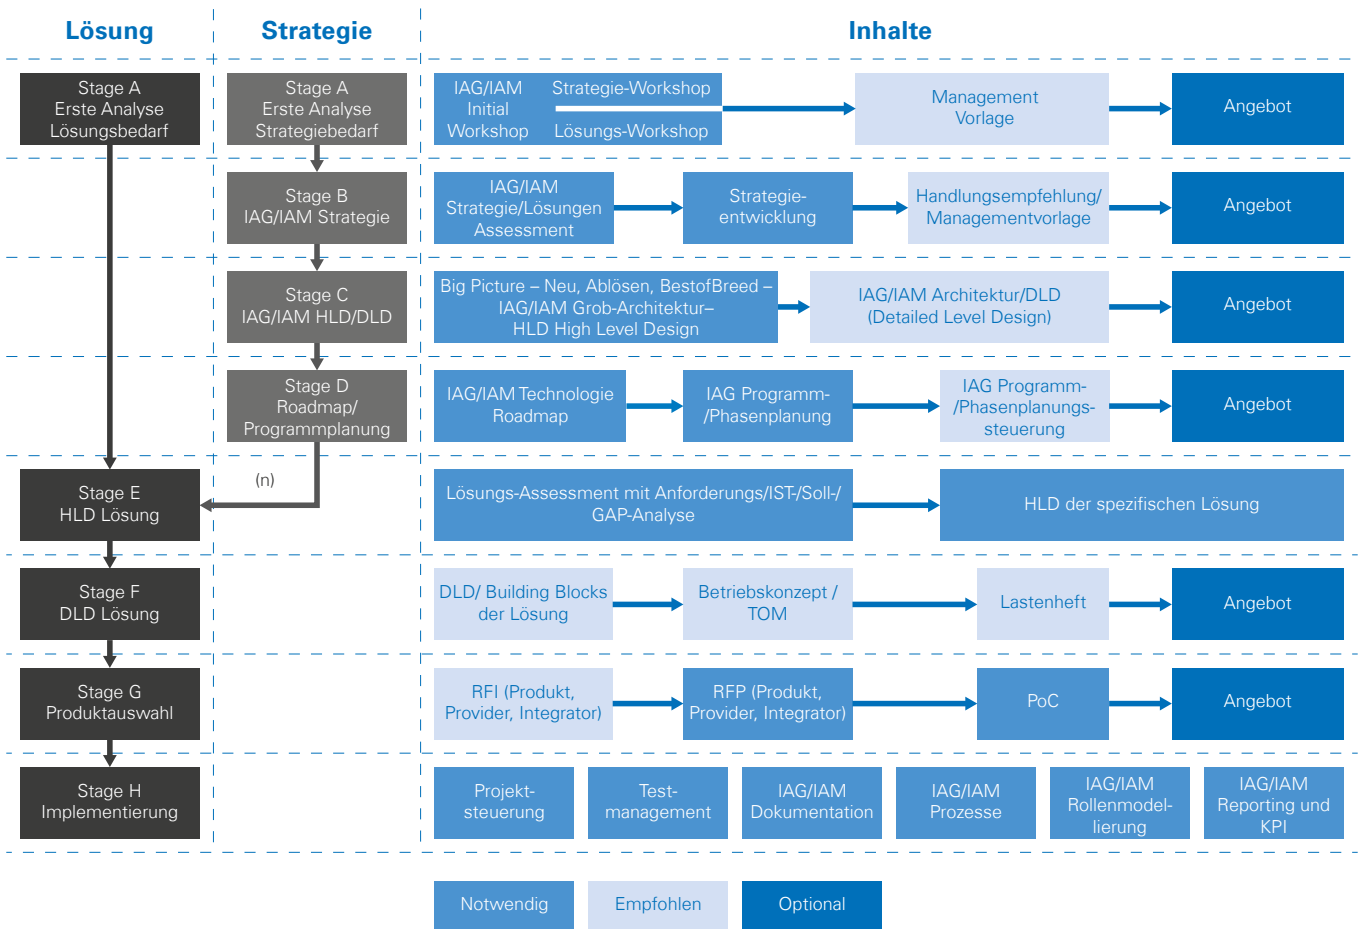 Lösung
Strategie
Inhalte
Stage A
Erste Analyse
Lösungsbedarf
Stage A
Erste Analyse
Strategiebedarf
IAG/IAM
Initial
Workshop
Strategie-Workshop
Lösungs-Workshop
Management
Vorlage
Angebot
Stage B
IAG/IAM Strategie
IAG/IAM
Strategie/Lösungen
Assessment
Strategie-
entwicklung
Handlungsempfehlung/
Managementvorlage
Angebot
Stage C
IAG/IAM HLD/DLD
Big Picture – Neu, Ablösen, BestofBreed –
IAG/IAM Grob-Architektur–
HLD High Level Design
IAG/IAM Architektur/DLD
(Detailed Level Design)
Angebot
Stage D
Roadmap/
Programmplanung
IAG/IAM Technologie
Roadmap
IAG Programm-
/Phasenplanung
IAG Programm-
/Phasenplanungs-
steuerung
Angebot
(n)
Stage E
HLD Lösung
Lösungs-Assessment mit Anforderungs/IST-/Soll-/
GAP-Analyse
HLD der spezifischen Lösung
Stage F
DLD Lösung
DLD/ Building Blocks
der Lösung
Betriebskonzept /
TOM
Lastenheft
Angebot
Stage G
Produktauswahl
RFI (Produkt,
Provider, Integrator)
RFP (Produkt,
Provider, Integrator)
PoC
Angebot
Stage H
Implementierung
Projekt-
steuerung
Test-
management
IAG/IAM
Dokumentation
IAG/IAM
Prozesse
IAG/IAM
Rollenmodel-
lierung
IAG/IAM
Reporting und
KPI
Notwendig
Empfohlen
Optional